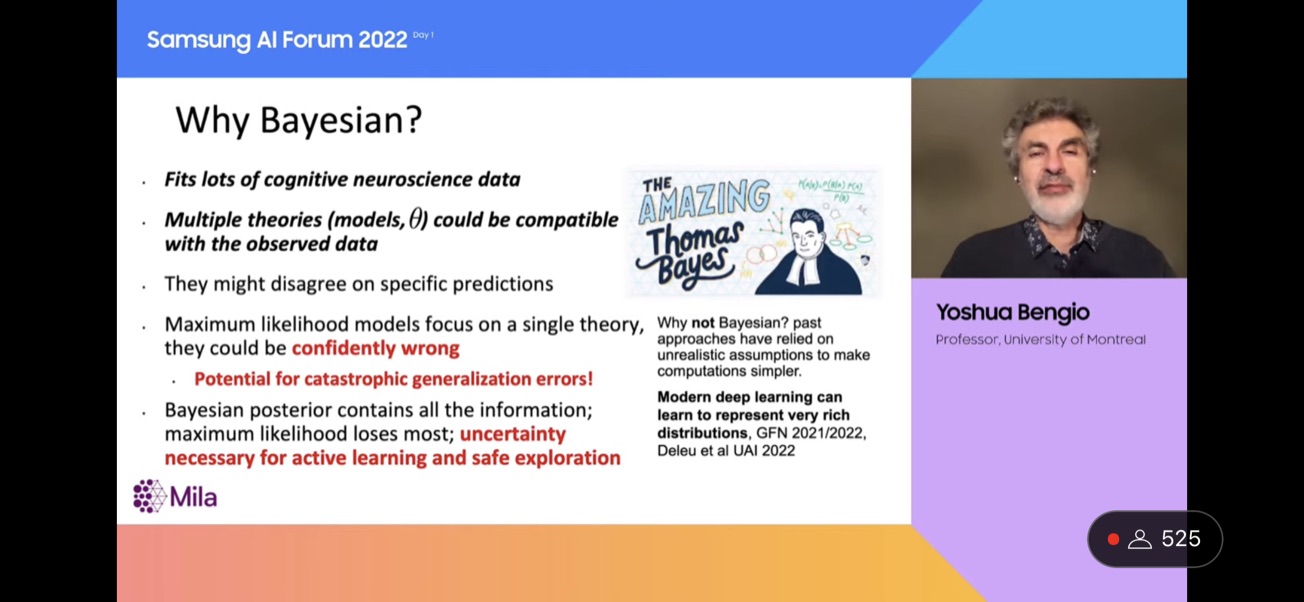 Samsung AI Forum 2022 Day 1
Why Bayesian?
· Fits lots of cognitive neuroscience data
· Multiple theories (models, θ) could be compatible
with the observed data
· They might disagree on specific predictions
· Maximum likelihood models focus on a single theory,
they could be confidently wrong
· Potential for catastrophic generalization errors!
· Bayesian posterior contains all the information;
maximum likelihood loses most; uncertainty
necessary for active learning and safe exploration
Mila
THE
AMAZING
Thomas
Bayes
Why not Bayesian? past
approaches have relied on
unrealistic assumptions to make
computations simpler.
Modern deep learning can
learn to represent very rich
distributions, GFN 2021/2022,
Deleu et al UAI 2022
Yoshua Bengio
Professor, University of Montreal
525